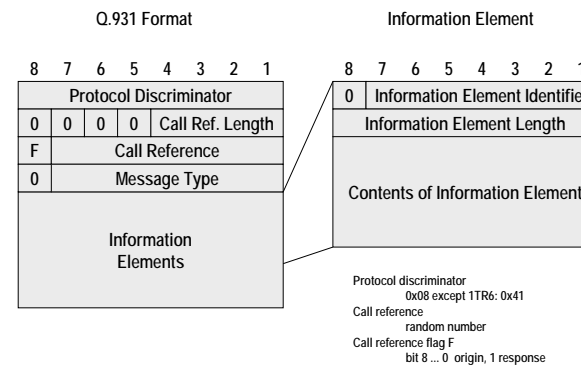 Q.931 Format
8 7 6 5 4 3 2 1
Protocol Discriminator
0 0 0 0 Call Ref. Length
F Call Reference
0 Message Type
Information
Elements
Information Element
8 7 6 5 4 3 2 1
0 Information Element Identifie
Information Element Length
Contents of Information Element
Protocol discriminator
0x08 except 1TR6: 0x41
Call reference
random number
Call reference flag F
bit 8 ... 0 origin, 1 response